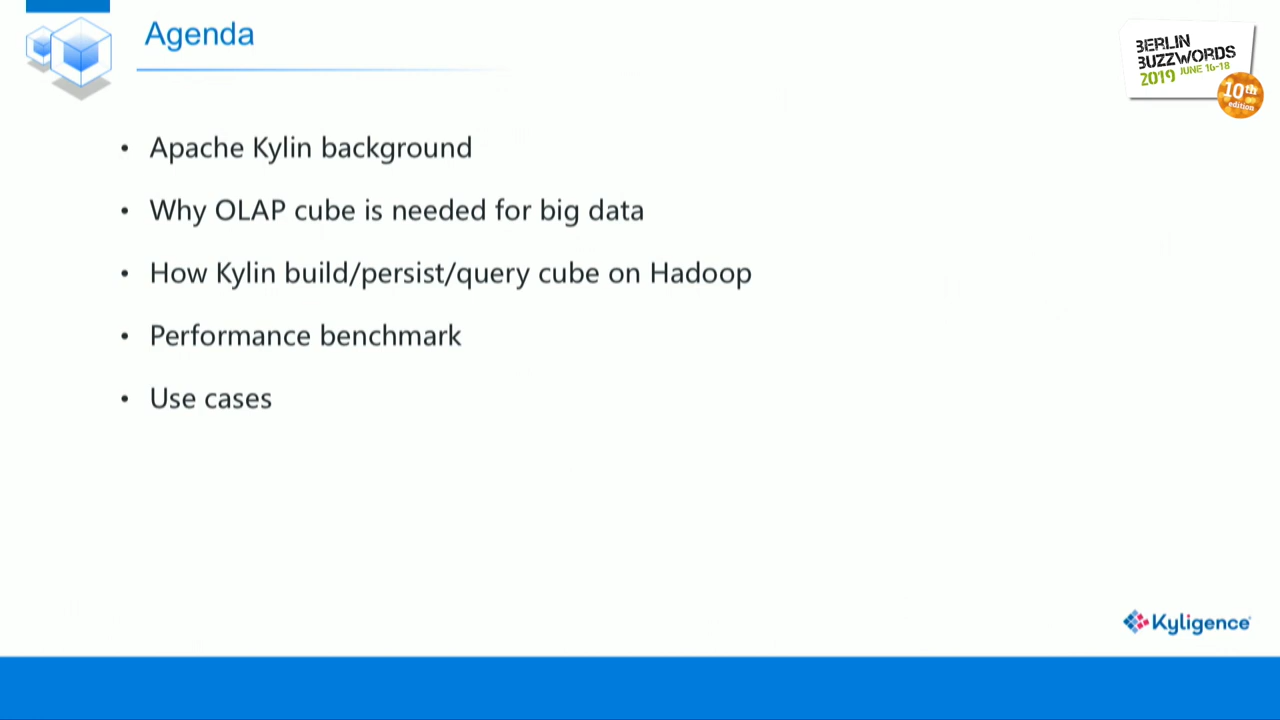 Agenda
BERLIN
BUZZWORDS
2019 JUNE 16-18
10th
edition
• Apache Kylin background
• Why OLAP cube is needed for big data
• How Kylin build/persist/query cube on Hadoop
• Performance benchmark
• Use cases
Kyligence